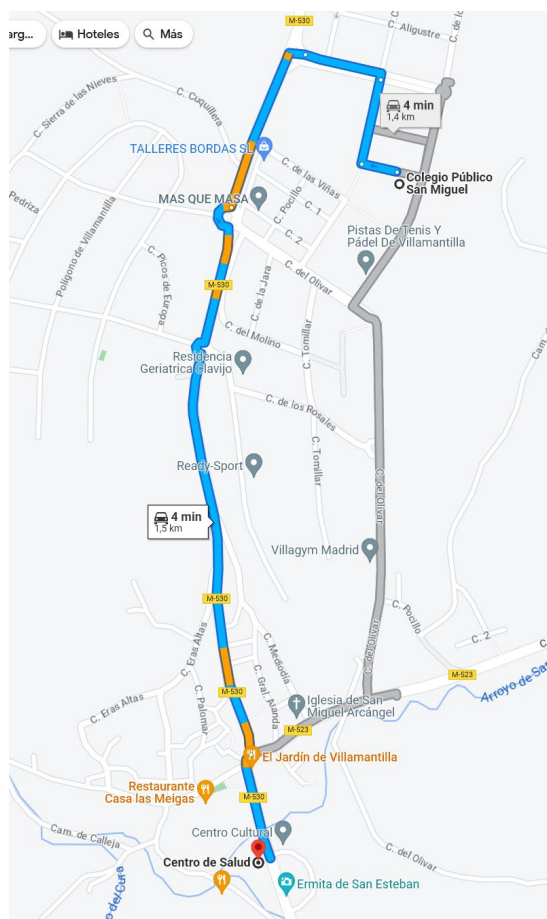 arg...
Hoteles
Más
M-530
C. Aligustre
C. Sierra de las Nieves
C. Cuquillera
4 min
1,4 km
TALLERES BORDAS SL
C. de las Viñas
Colegio Público
San Miguel
MAS QUE MASA
C. Pocillo
C. 1
Pedriza
Polígono de Villamantilla
C. 2
Pistas De Tenis Y
Pádel De Villamantilla
C. Picos de Europa
C. de la Jara
C. del Olivar
M-530
C. del Molino
C. Tomillar
Residencia
Geriatrica Clavijo
C. de los Rosales
C. Tomillar
Ready-Sport
C. del Olivar
4 min
1,5 km
Villagym Madrid
M-530
C. Pocillo
C. Eras Altas
C. Mediodía
C. 2
C. del Olivar
M-523
C. Eras Altas
C. Palomar
M-530
C. Gral. Aranda
Iglesia de San
Miguel Arcángel
Arroyo de San
M-523
El Jardín de Villamantilla
Restaurante
Casa las Meigas
M-530
Centro Cultural
Cam. de Calleja
Centro de Salud
C. del Olivar
Ermita de San Esteban